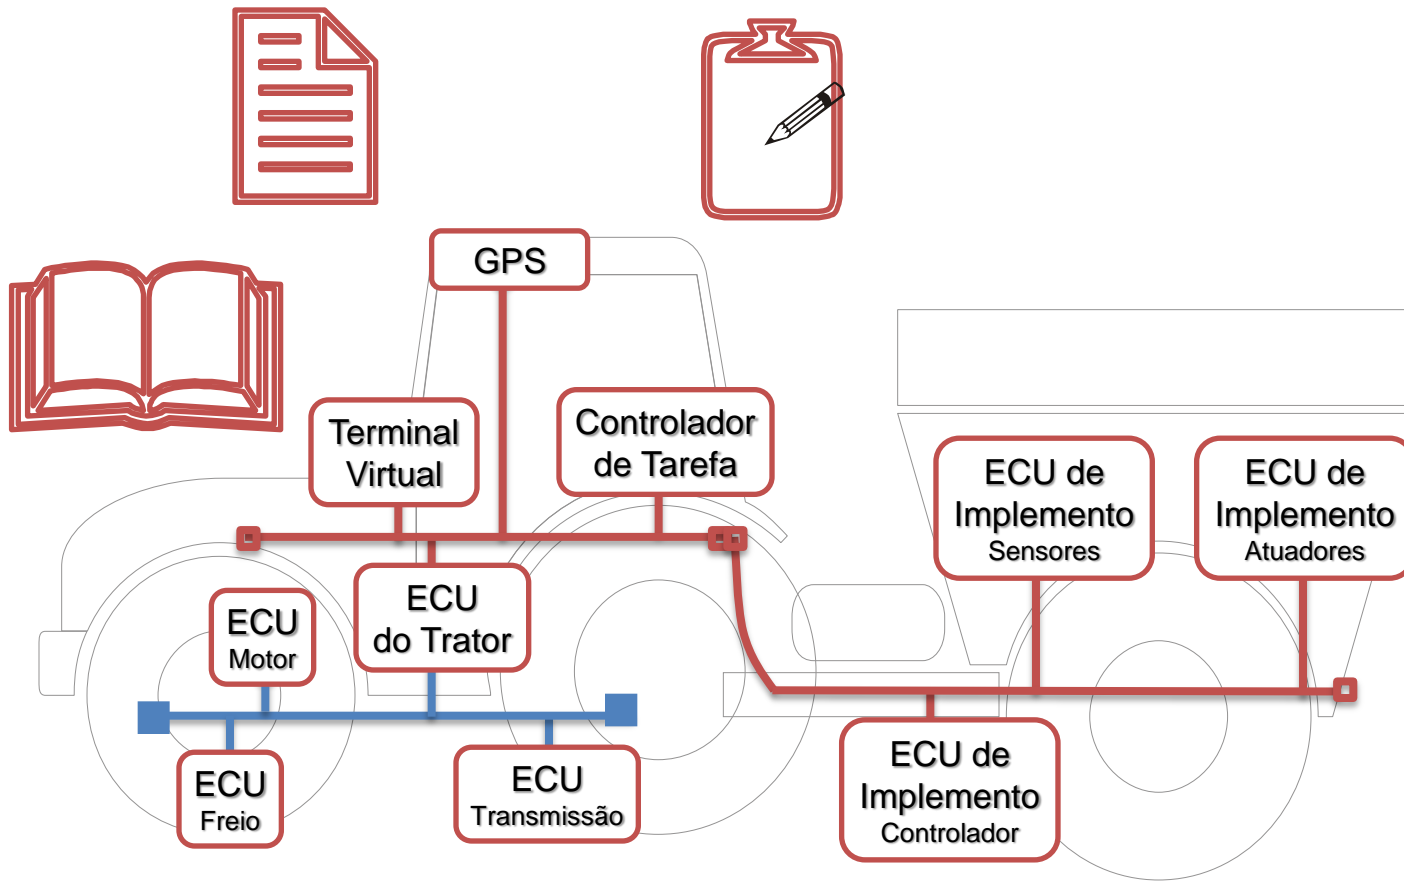 GPS
Terminal
Virtual
Controlador
de Tarefa
ECU de
Implemento
Sensores
ECU de
Implemento
Atuadores
ECU
Motor
ECU
do Trator
ECU
Freio
ECU
Transmissão
ECU de
Implemento
Controlador